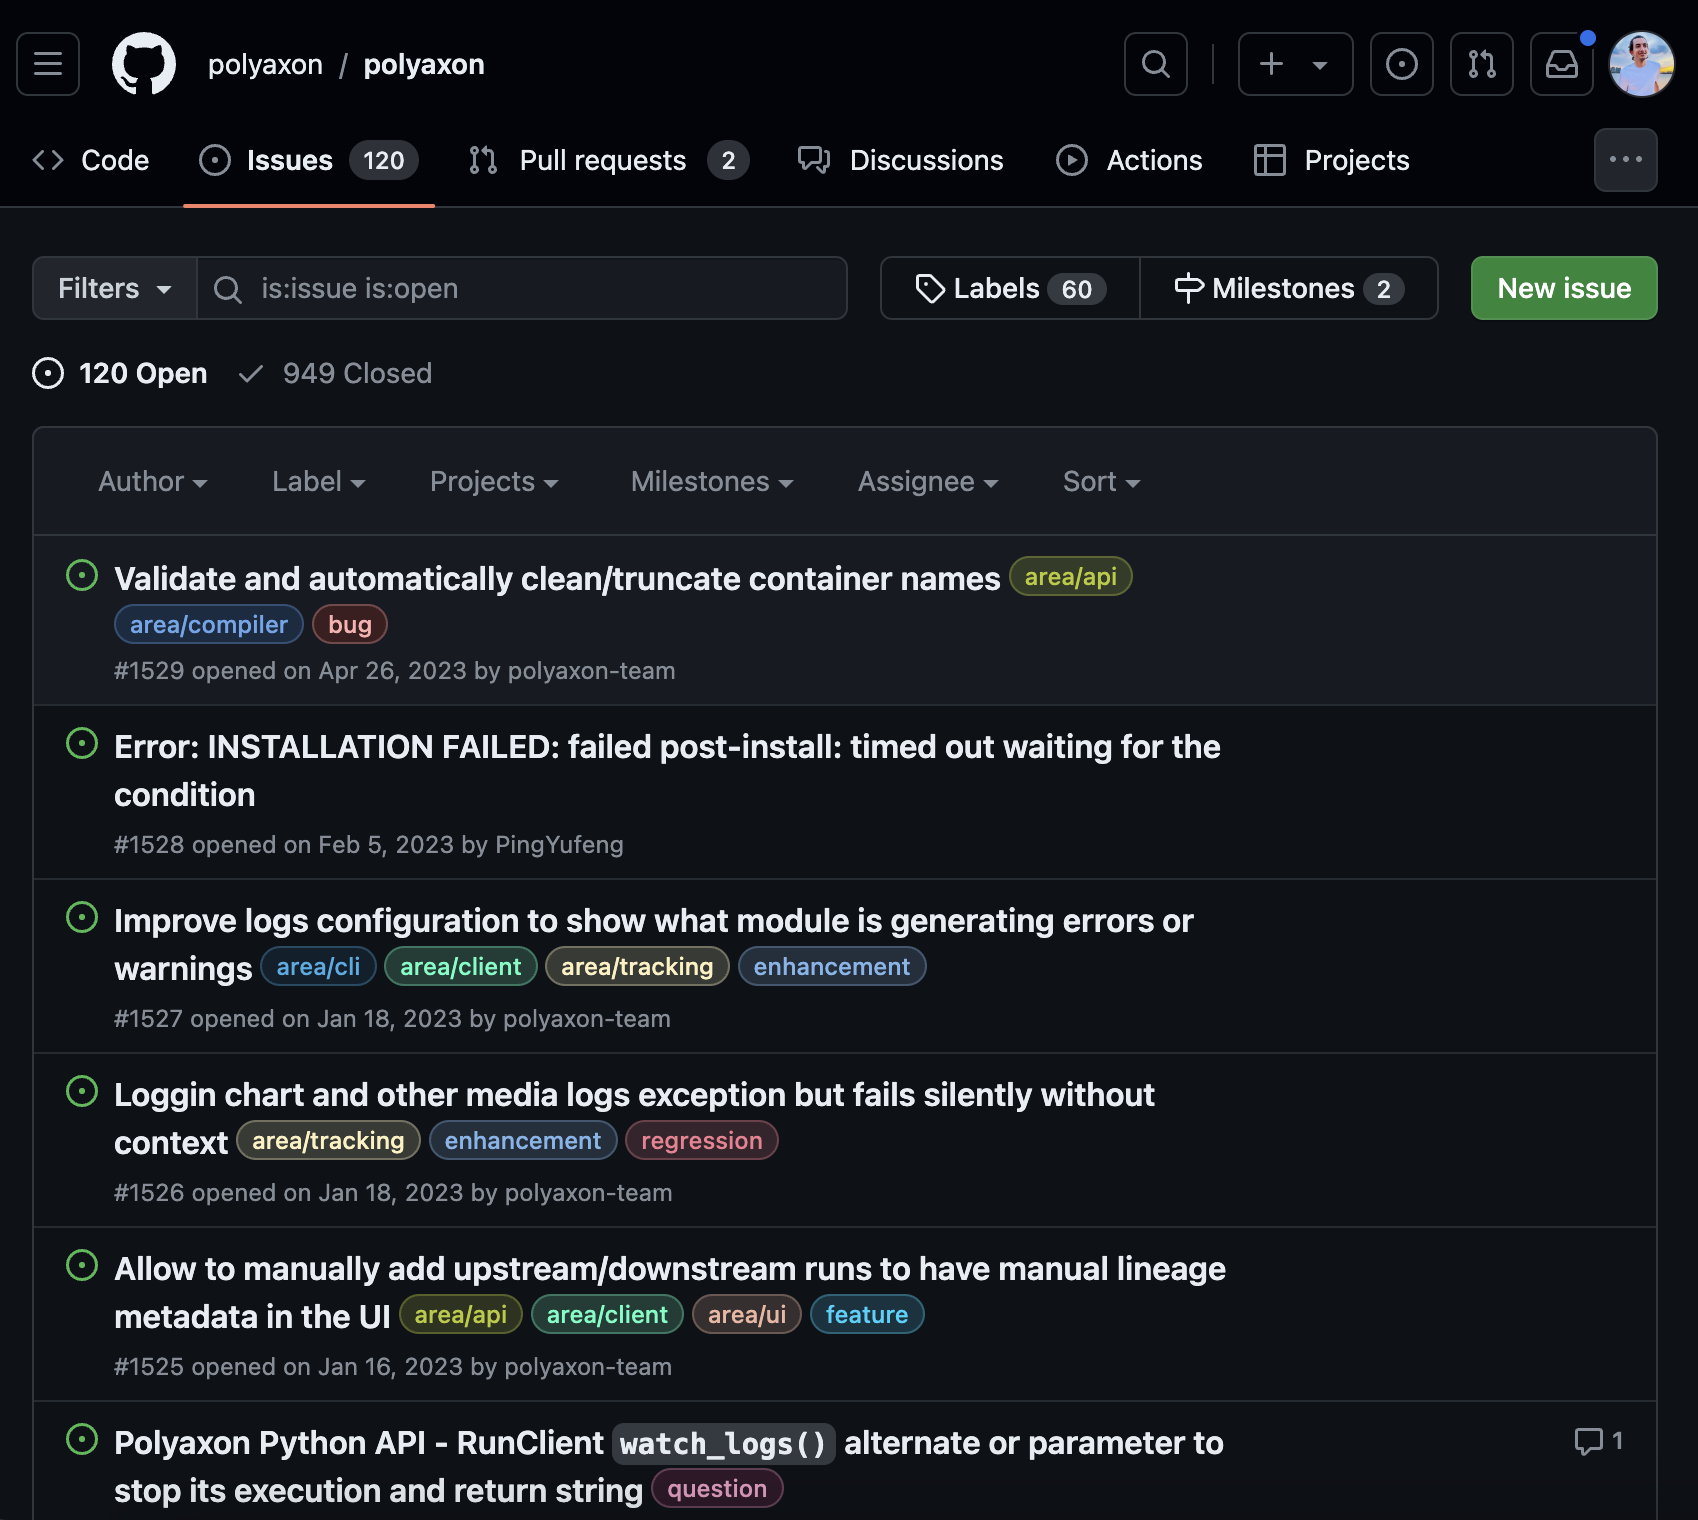 polyaxon / polyaxon
Code Issues 120 Pull requests 2 Discussions Actions Projects
Filters is:issue is:open Labels 60 Milestones 2 New issue
120 Open 949 Closed
Author Label Projects Milestones Assignee Sort
Validate and automatically clean/truncate container names area/api
area/compiler bug
#1529 opened on Apr 26, 2023 by polyaxon-team
Error: INSTALLATION FAILED: failed post-install: timed out waiting for the
condition
#1528 opened on Feb 5, 2023 by PingYufeng
Improve logs configuration to show what module is generating errors or
warnings area/cli area/client area/tracking enhancement
#1527 opened on Jan 18, 2023 by polyaxon-team
Loggin chart and other media logs exception but fails silently without
context area/tracking enhancement regression
#1526 opened on Jan 18, 2023 by polyaxon-team
Allow to manually add upstream/downstream runs to have manual lineage
metadata in the UI area/api area/client area/ui feature
#1525 opened on Jan 16, 2023 by polyaxon-team
Polyaxon Python API - RunClient watch_logs() alternate or parameter to 1
stop its execution and return string question